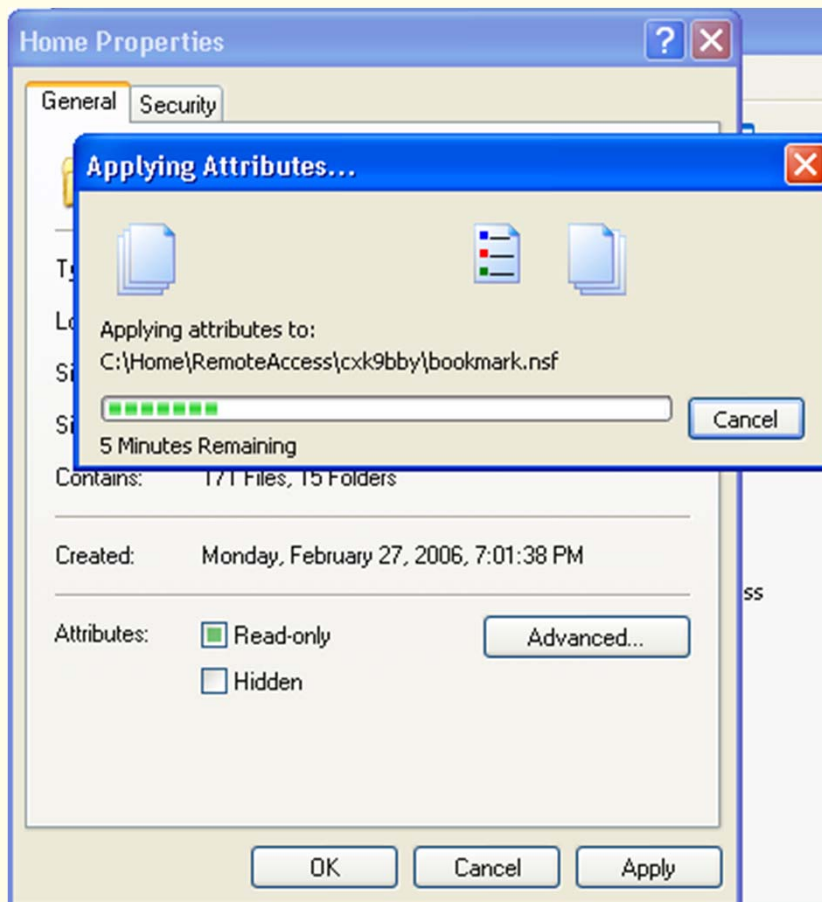 Home Properties
General Security
Applying Attributes...
Applying attributes to:
C:\Home\RemoteAccess\cxk9bby\bookmark.nsf
Cancel
5 Minutes Remaining
Contains: 171 Files, 15 Folders
Created: Monday, February 27, 2006, 7:01:38 PM
Attributes: Read-only Advanced...
Hidden
OK Cancel Apply